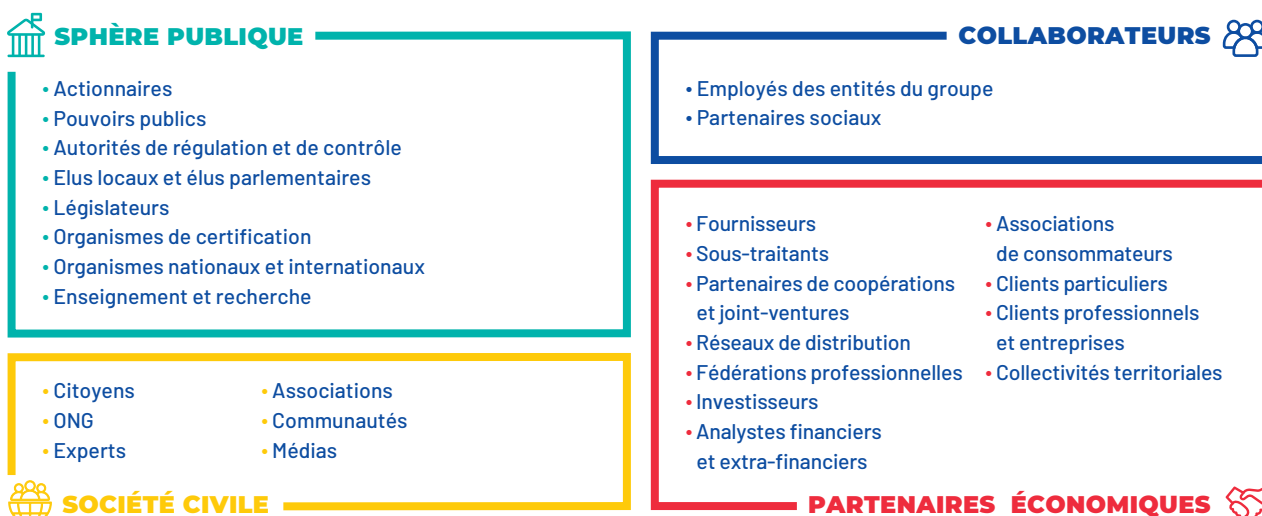 SPHÈRE PUBLIQUE
• Actionnaires
• Pouvoirs publics
• Autorités de régulation et de contrôle
• Elus locaux et élus parlementaires
• Législateurs
• Organismes de certification
• Organismes nationaux et internationaux
• Enseignement et recherche
COLLABORATEURS
• Employés des entités du groupe
• Partenaires sociaux
• Citoyens
• ONG
• Experts
• Associations
• Communautés
• Médias
SOCIÉTÉ CIVILE
• Fournisseurs
• Sous-traitants
• Partenaires de coopérations
et joint-ventures
• Réseaux de distribution
• Fédérations professionnelles
• Investisseurs
• Analystes financiers
et extra-financiers
• Associations
de consommateurs
• Clients particuliers
• Clients professionnels
et entreprises
• Collectivités territoriales
PARTENAIRES ÉCONOMIQUES